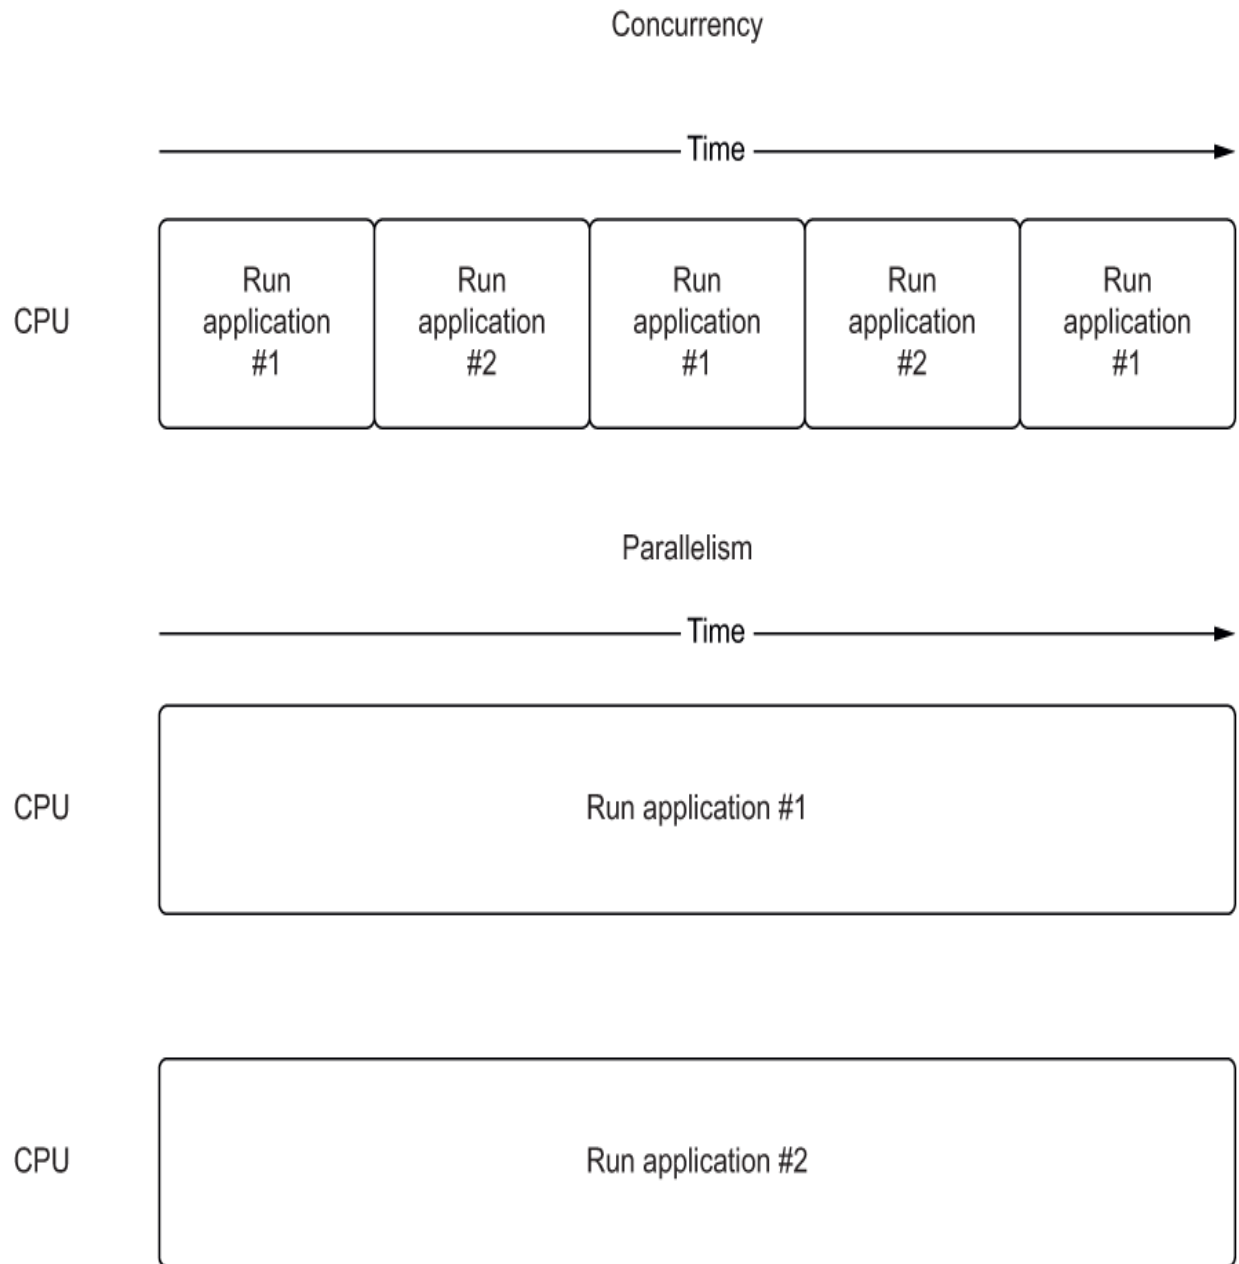 Concurrency
Time
CPU
Run
application
#1
Run
application
#2
Run
application
#1
Run
application
#2
Run
application
#1
Parallelism
Time
CPU
Run application #1
CPU
Run application #2